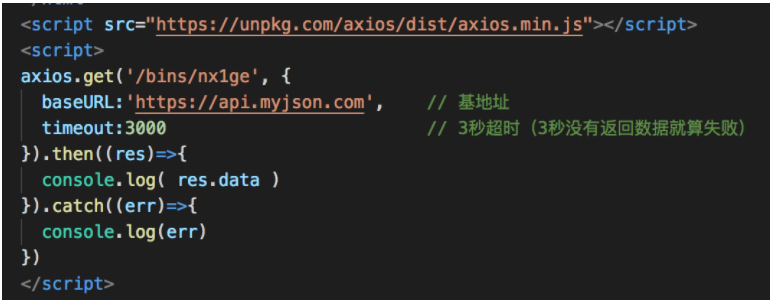 <script src="https://unpkg.com/axios/dist/axios.min.js"></script>
<script>
axios.get('/bins/nx1ge', {
baseURL:'https://api.myjson.com', // 基地址
timeout:3000 // 3秒超时（3秒没有返回数据就算失败）
}).then((res)=>{
console.log( res.data )
}).catch((err)=>{
console.log(err)
})
</script>